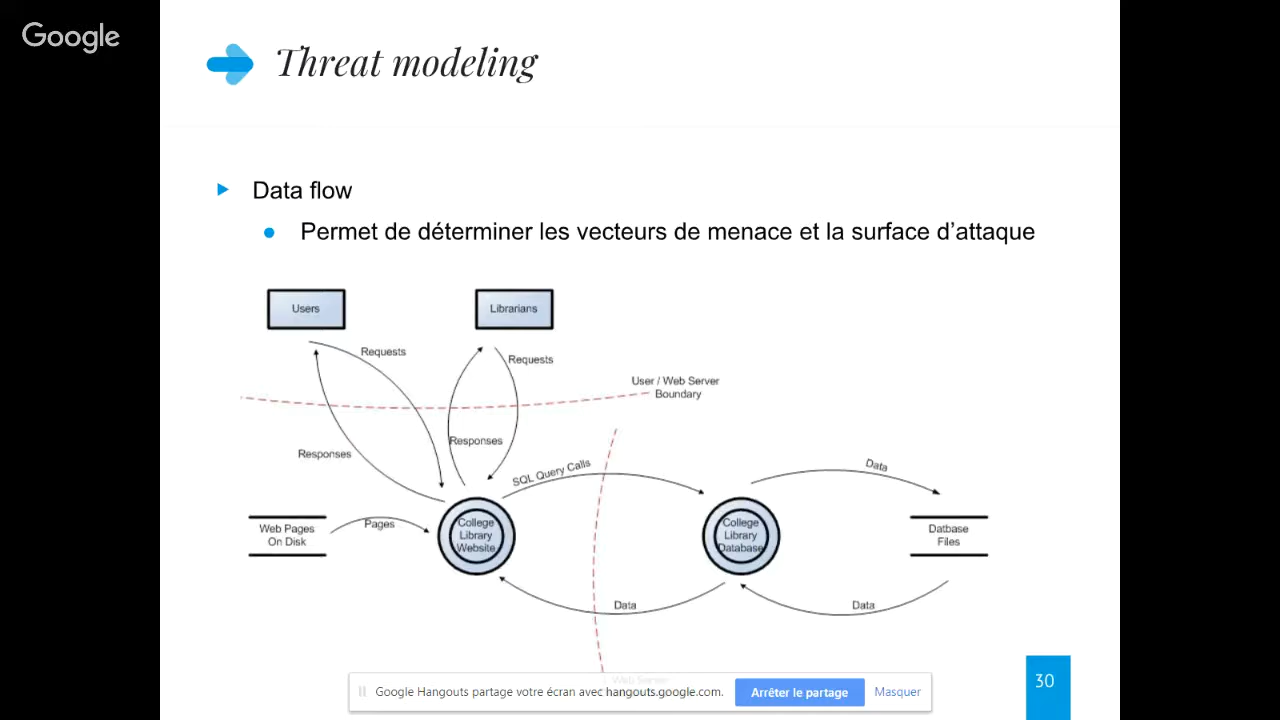 Google
Threat modeling
Data flow
Permet de déterminer les vecteurs de menace et la surface d'attaque
Users
Librarians
Requests
Requests
User / Web Server
Boundary
Responses
Responses
SQL Query Calls
Data
Web Pages
On Disk
Pages
College
Library
Website
College
Library
Database
Datbase
Files
Data
Data
Web Server
Google Hangouts partage votre écran avec hangouts.google.com.
Arrêter le partage
Masquer
30